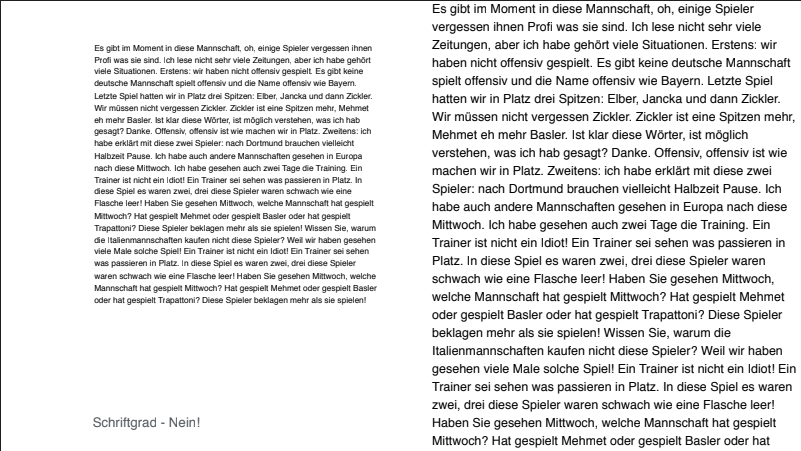 Es gibt im Moment in diese Mannschaft, oh, einige Spieler vergessen ihnen
Profi was sie sind. Ich lese nicht sehr viele Zeitungen, aber ich habe gehört
viele Situationen. Erstens: wir haben nicht offensiv gespielt. Es gibt keine
deutsche Mannschaft spielt offensiv und die Name offensiv wie Bayern.
Letzte Spiel hatten wir in Platz drei Spitzen: Elber, Jancka und dann Zickler.
Wir müssen nicht vergessen Zickler. Zickler ist eine Spitzen mehr, Mehmet
eh mehr Basler. Ist klar diese Wörter, ist möglich verstehen, was ich hab
gesagt? Danke. Offensiv, offensiv ist wie machen wir in Platz. Zweitens: ich
habe erklärt mit diese zwei Spieler: nach Dortmund brauchen vielleicht
Halbzeit Pause. Ich habe auch andere Mannschaften gesehen in Europa
nach diese Mittwoch. Ich habe gesehen auch zwei Tage die Training. Ein
Trainer ist nicht ein Idiot! Ein Trainer sei sehen was passieren in Platz. In
diese Spiel es waren zwei, drei diese Spieler waren schwach wie eine
Flasche leer! Haben Sie gesehen Mittwoch, welche Mannschaft hat gespielt
Mittwoch? Hat gespielt Mehmet oder gespielt Basler oder hat gespielt
Trapattoni? Diese Spieler beklagen mehr als sie spielen! Wissen Sie, warum
die Italienmannschaften kaufen nicht diese Spieler? Weil wir haben gesehen
viele Male solche Spiel! Ein Trainer ist nicht ein Idiot! Ein Trainer sei sehen
was passieren in Platz. In diese Spiel es waren zwei, drei diese Spieler
waren schwach wie eine Flasche leer! Haben Sie gesehen Mittwoch, welche
Mannschaft hat gespielt Mittwoch? Hat gespielt Mehmet oder gespielt Basler
oder hat gespielt Trapattoni? Diese Spieler beklagen mehr als sie spielen!
Schriftgrad - Nein!
Es gibt im Moment in diese Mannschaft, oh, einige Spieler
vergessen ihnen Profi was sie sind. Ich lese nicht sehr viele
Zeitungen, aber ich habe gehört viele Situationen. Erstens: wir
haben nicht offensiv gespielt. Es gibt keine deutsche Mannschaft
spielt offensiv und die Name offensiv wie Bayern. Letzte Spiel
hatten wir in Platz drei Spitzen: Elber, Jancka und dann Zickler.
Wir müssen nicht vergessen Zickler. Zickler ist eine Spitzen mehr,
Mehmet eh mehr Basler. Ist klar diese Wörter, ist möglich
verstehen, was ich hab gesagt? Danke. Offensiv, offensiv ist wie
machen wir in Platz. Zweitens: ich habe erklärt mit diese zwei
Spieler: nach Dortmund brauchen vielleicht Halbzeit Pause. Ich
habe auch andere Mannschaften gesehen in Europa nach diese
Mittwoch. Ich habe gesehen auch zwei Tage die Training. Ein
Trainer ist nicht ein Idiot! Ein Trainer sei sehen was passieren in
Platz. In diese Spiel es waren zwei, drei diese Spieler waren
schwach wie eine Flasche leer! Haben Sie gesehen Mittwoch,
welche Mannschaft hat gespielt Mittwoch? Hat gespielt Mehmet
oder gespielt Basler oder hat gespielt Trapattoni? Diese Spieler
beklagen mehr als sie spielen! Wissen Sie, warum die
Italienmannschaften kaufen nicht diese Spieler? Weil wir haben
gesehen viele Male solche Spiel! Ein Trainer ist nicht ein Idiot! Ein
Trainer sei sehen was passieren in Platz. In diese Spiel es waren
zwei, drei diese Spieler waren schwach wie eine Flasche leer!
Haben Sie gesehen Mittwoch, welche Mannschaft hat gespielt
Mittwoch? Hat gespielt Mehmet oder gespielt Basler oder hat